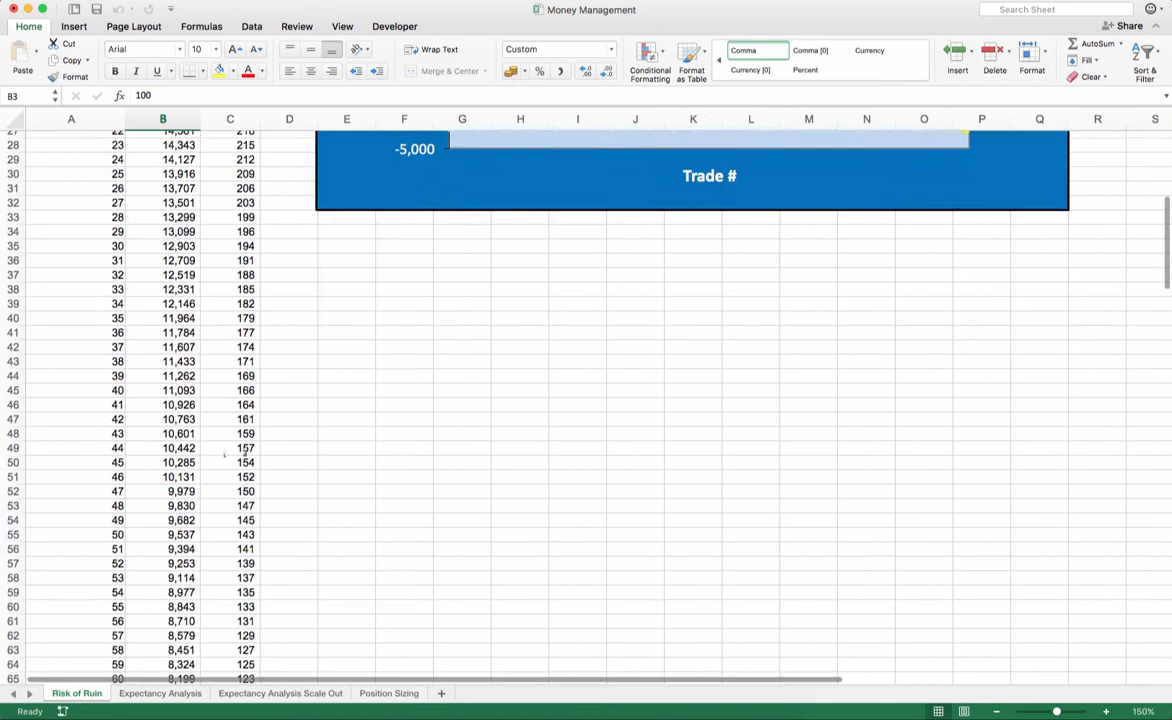 Money Management
Search Sheet
Home Insert Page Layout Formulas Data Review View Developer
Share
Paste
Cut
Copy
Format
Arial 10
B I U
Wrap Text
Merge & Center
Custom
%
Conditional Formatting
Format as Table
Comma Comma [0] Currency
Currency [0] Percent
Insert Delete Format
AutoSum
Fill
Clear
Sort & Filter
B3 fx 100
A B C D E F G H I J K L M N O P Q R S
28 23 14,343 215
29 24 14,127 212
30 25 13,916 209
31 26 13,707 206
32 27 13,501 203
33 28 13,299 199
34 29 13,099 196
35 30 12,903 194
36 31 12,709 191
37 32 12,519 188
38 33 12,331 185
39 34 12,146 182
40 35 11,964 179
41 36 11,784 177
42 37 11,607 174
43 38 11,433 171
44 39 11,262 169
45 40 11,093 166
46 41 10,926 164
47 42 10,763 161
48 43 10,601 159
49 44 10,442 157
50 45 10,285 154
51 46 10,131 152
52 47 9,979 150
53 48 9,830 147
54 49 9,682 145
55 50 9,537 143
56 51 9,394 141
57 52 9,253 139
58 53 9,114 137
59 54 8,977 135
60 55 8,843 133
61 56 8,710 131
62 57 8,579 129
63 58 8,451 127
64 59 8,324 125
65 60 8,199 123
-5,000
Trade #
Risk of Ruin Expectancy Analysis Expectancy Analysis Scale Out Position Sizing +
Ready
150%